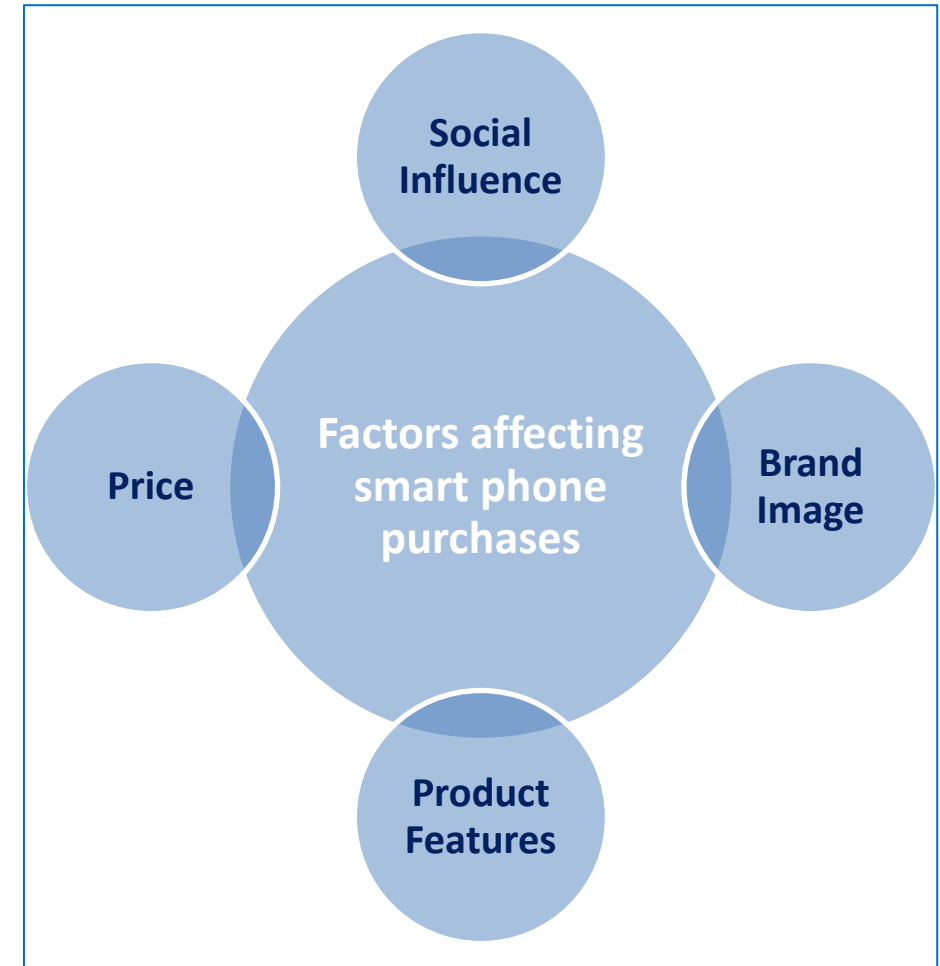 Social
Influence
Factors affecting
smart phone
purchases
Price
Brand
Image
Product
Features